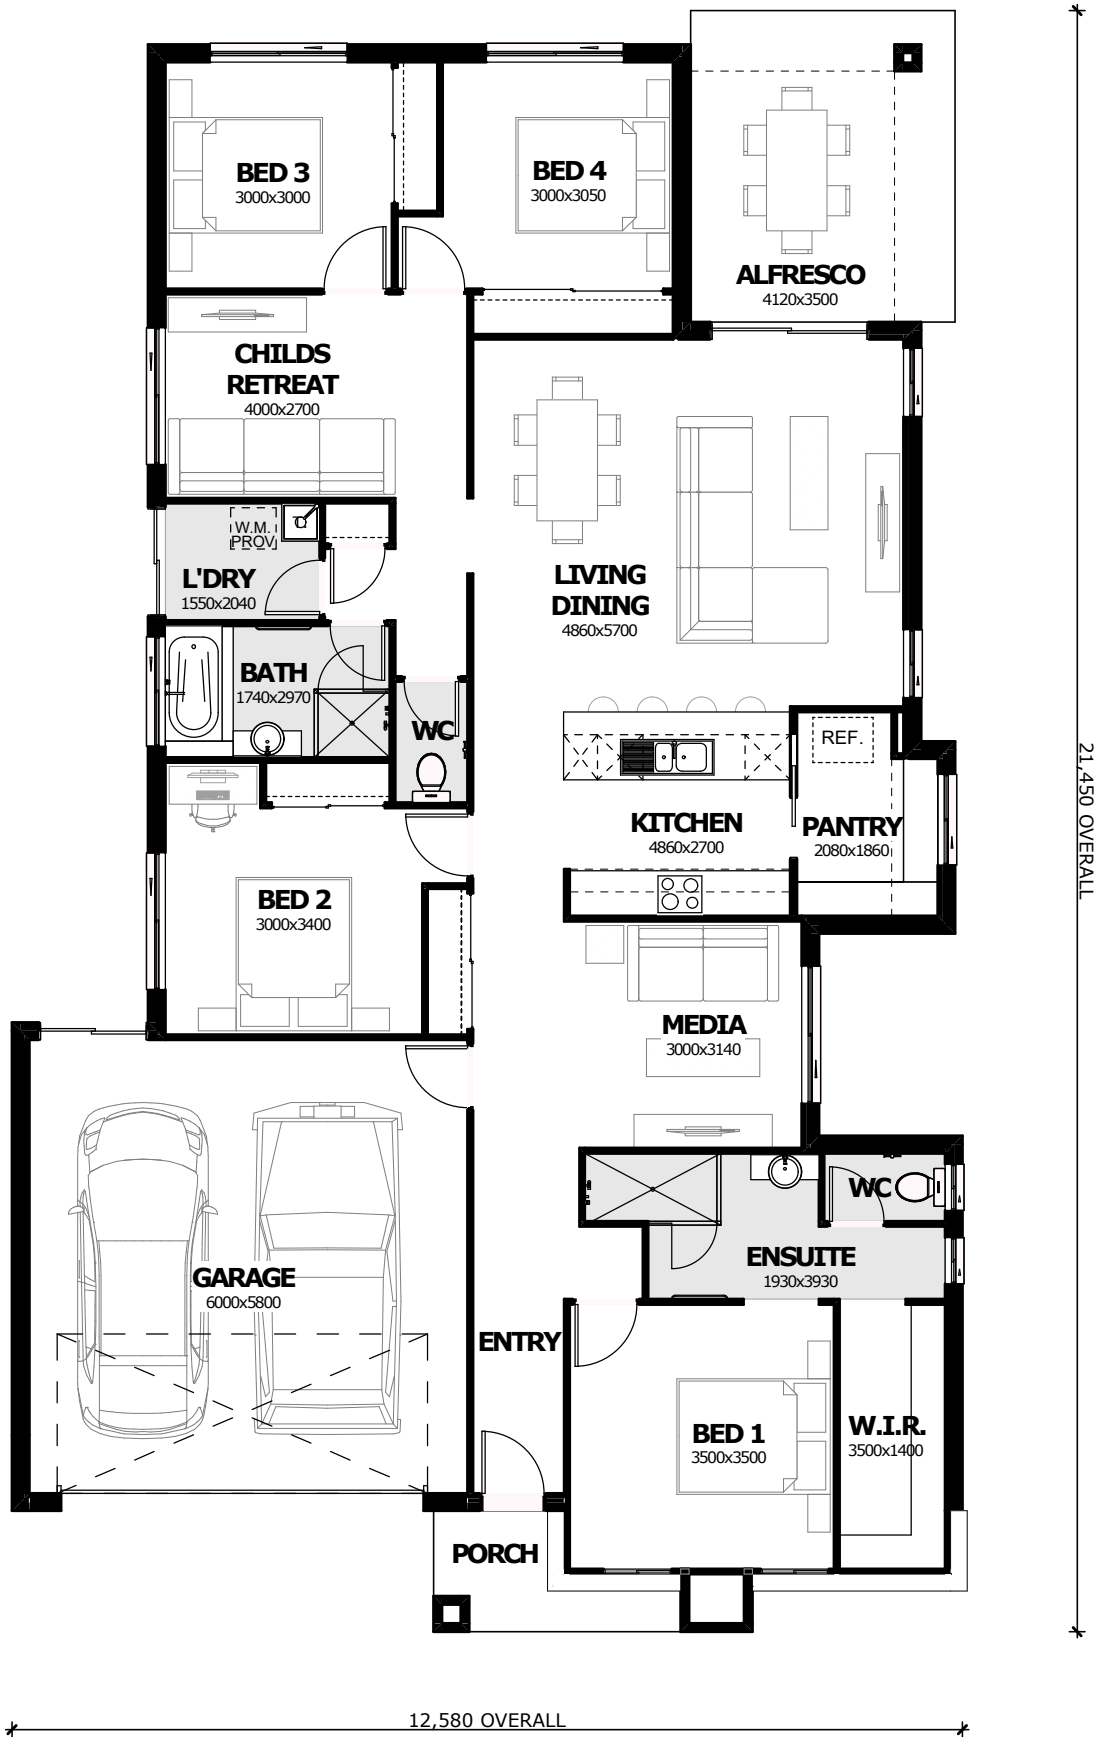 BED 3
3000x3000
BED 4
3000x3050
ALFRESCO
4120x3500
CHILDS
RETREAT
4000x2700
W.M.
PROV
L'DRY
1550x2040
LIVING
DINING
4860x5700
BATH
1740x2970
WC
REF.
KITCHEN
4860x2700
PANTRY
2080x1860
BED 2
3000x3400
MEDIA
3000x3140
WC
ENSUITE
1930x3930
GARAGE
6000x5800
ENTRY
BED 1
3500x3500
W.I.R.
3500x1400
PORCH
21,450 OVERALL
12,580 OVERALL